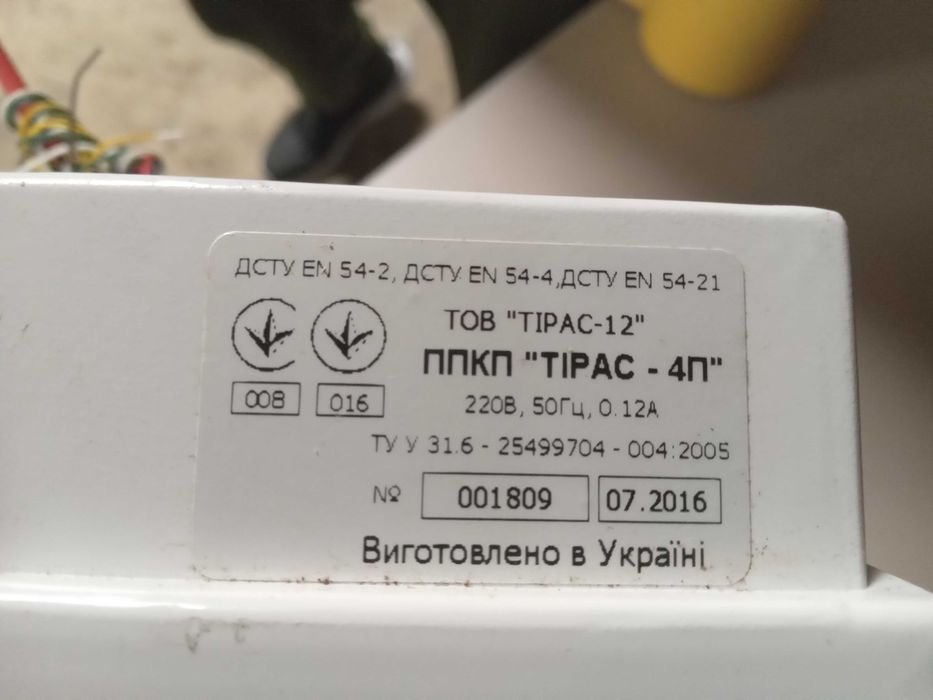 ДСТУ EN 54-2, ДСТУ EN 54-4,ДСТУ EN 54-21
ТОВ "ТІРАС-12"
ППКП "ТІРАС - 4П"
008 016
220В, 50Гц, 0.12А
ТУ У 31.6 - 25499704 - 004:2005
№ 001809 07.2016
Виготовлено в Україні